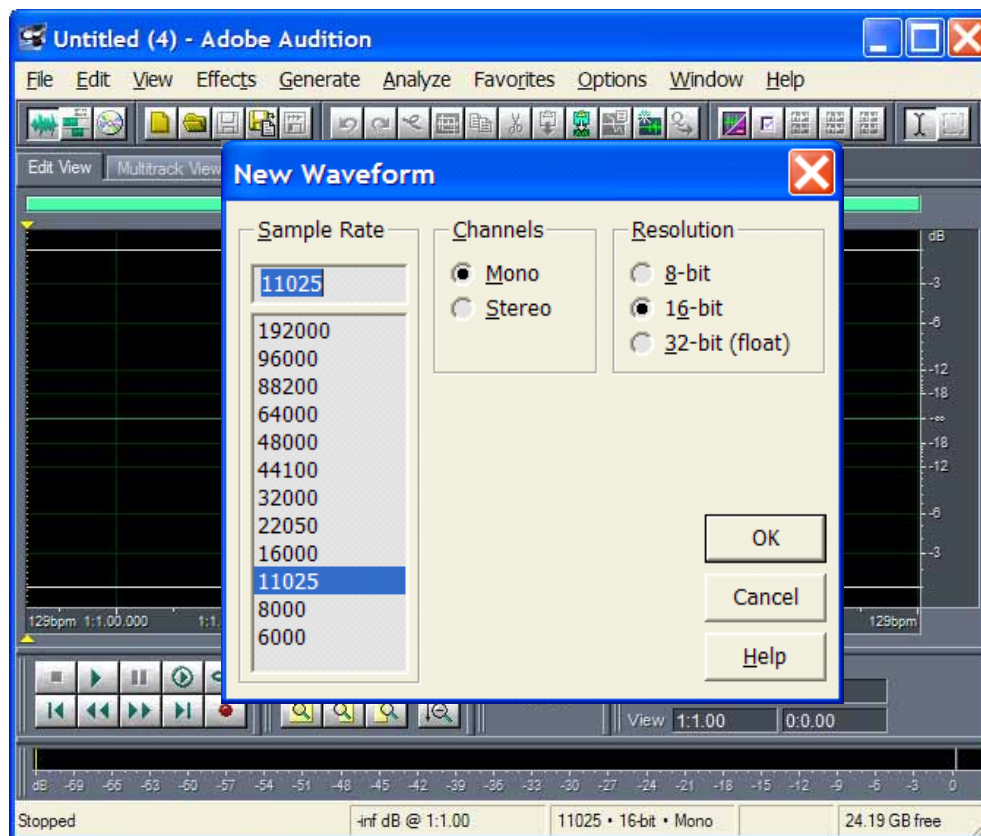 Untitled (4) - Adobe Audition
File Edit View Effects Generate Analyze Favorites Options Window Help
Edit View Multitrack View
New Waveform
Sample Rate
11025
192000
96000
88200
64000
48000
44100
32000
22050
16000
11025
8000
6000
Channels
Mono
Stereo
Resolution
8-bit
16-bit
32-bit (float)
OK
Cancel
Help
dB
-3
-6
-12
-18
-∞
-18
-12
-6
-3
129bpm 1:1.00.000 1:1. 129bpm
View 1:1.00 0:0.00
dB -69 -66 -63 -60 -57 -54 -51 -48 -45 -42 -39 -36 -33 -30 -27 -24 -21 -18 -15 -12 -9 -6 -3 0
Stopped -inf dB @ 1:1.00 11025 • 16-bit • Mono 24.19 GB free